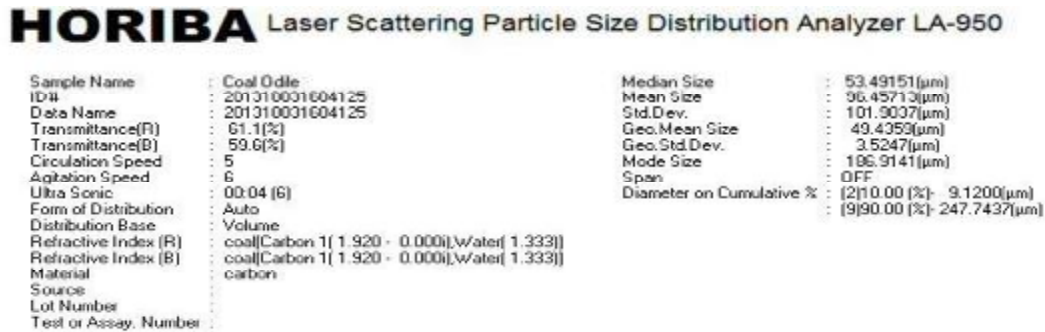 HORIBA Laser Scattering Particle Size Distribution Analyzer LA-950
Sample Name : Coal Odile
ID# : 201310031604125
Data Name : 201310031604125
Transmittance(R) : 61.1(%)
Transmittance(B) : 59.6(%)
Circulation Speed : 5
Agitation Speed : 6
Ultra Sonic : 00:04 (6)
Form of Distribution : Auto
Distribution Base : Volume
Refractive Index (R) : coal[Carbon 1( 1.920 - 0.000i),Water( 1.333)]
Refractive Index (B) : coal[Carbon 1( 1.920 - 0.000i),Water( 1.333)]
Material : carbon
Source :
Lot Number :
Test or Assay. Number :
Median Size : 53.49151(µm)
Mean Size : 96.45713(µm)
Std.Dev. : 101.9037(µm)
Geo.Mean Size : 49.4359(µm)
Geo.Std.Dev. : 3.5247(µm)
Mode Size : 186.9141(µm)
Span : OFF
Diameter on Cumulative % : (2)10.00 (%)- 9.1200(µm)
: (9)90.00 (%)- 247.7437(µm)